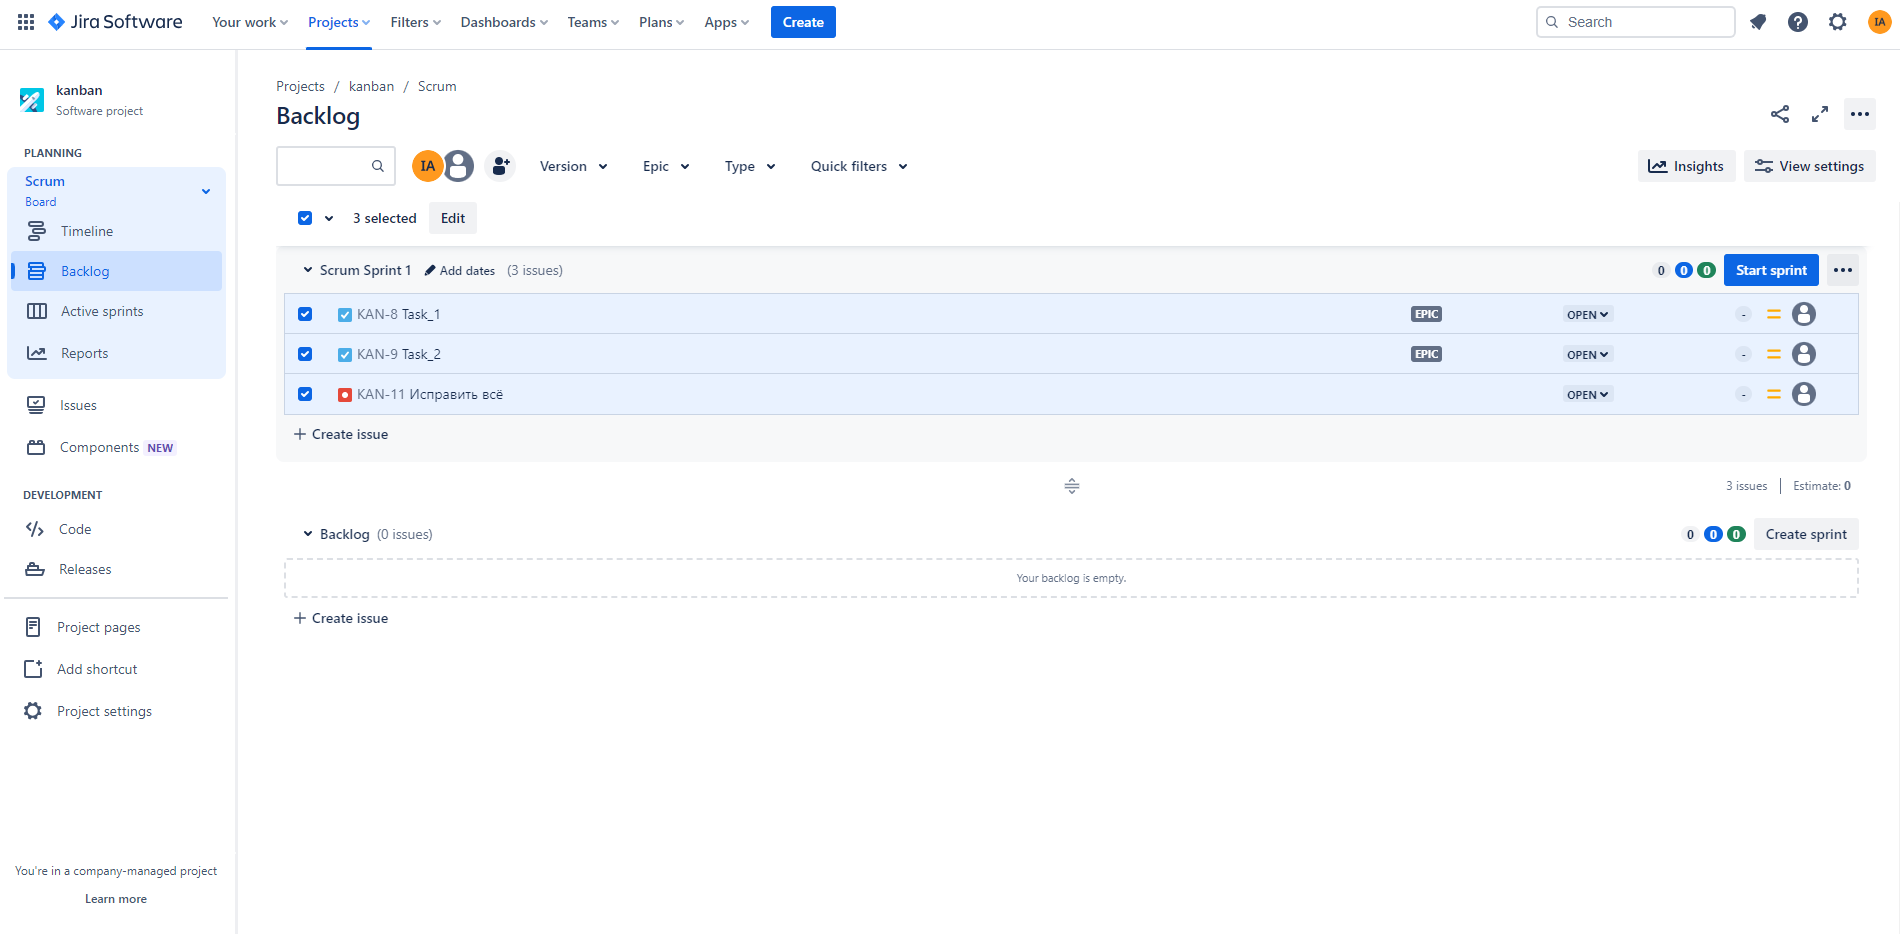 Jira Software Your work Projects Filters Dashboards Teams Plans Apps Create Search IA
kanban
Software project
PLANNING
Scrum
Board
Timeline
Backlog
Active sprints
Reports
Issues
Components NEW
DEVELOPMENT
Code
Releases
Project pages
Add shortcut
Project settings
You're in a company-managed project
Learn more
Projects / kanban / Scrum
Backlog
IA Version Epic Type Quick filters Insights View settings
3 selected Edit
Scrum Sprint 1 Add dates (3 issues) 0 0 0 Start sprint
KAN-8 Task_1 EPIC OPEN -
KAN-9 Task_2 EPIC OPEN -
KAN-11 Исправить всё OPEN -
Create issue
3 issues Estimate: 0
Backlog (0 issues) 0 0 0 Create sprint
Your backlog is empty.
Create issue